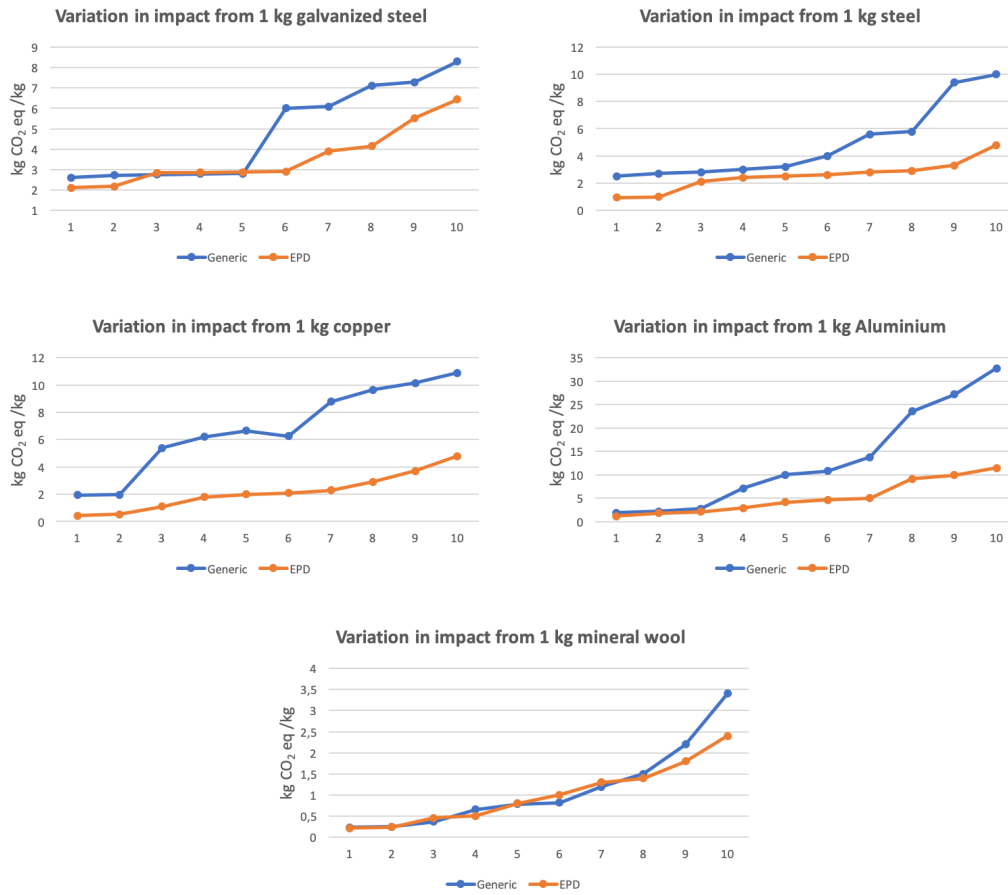 Variation in impact from 1 kg galvanized steel
kg CO₂ eq /kg
9
8
7
6
5
4
3
2
1
1 2 3 4 5 6 7 8 9 10
Generic EPD
Variation in impact from 1 kg steel
kg CO₂ eq /kg
12
10
8
6
4
2
0
1 2 3 4 5 6 7 8 9 10
Generic EPD
Variation in impact from 1 kg copper
kg CO₂ eq /kg
12
10
8
6
4
2
0
1 2 3 4 5 6 7 8 9 10
Generic EPD
Variation in impact from 1 kg Aluminium
kg CO₂ eq /kg
35
30
25
20
15
10
5
0
1 2 3 4 5 6 7 8 9 10
Generic EPD
Variation in impact from 1 kg mineral wool
kg CO₂ eq /kg
4
3,5
3
2,5
2
1,5
1
0,5
0
1 2 3 4 5 6 7 8 9 10
Generic EPD